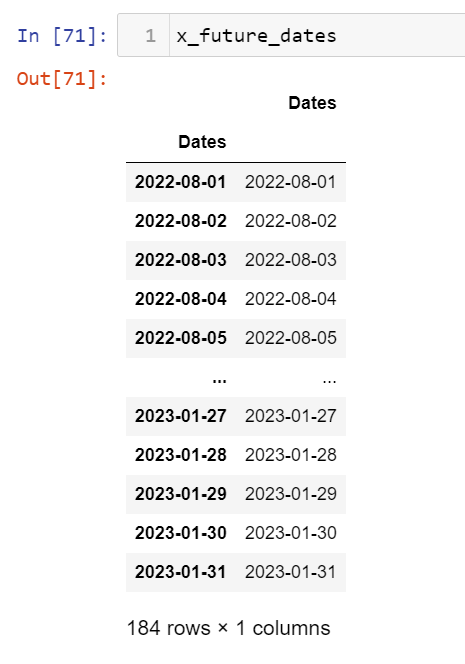 In [71]: 1 x_future_dates
Out[71]:
Dates
Dates
2022-08-01 2022-08-01
2022-08-02 2022-08-02
2022-08-03 2022-08-03
2022-08-04 2022-08-04
2022-08-05 2022-08-05
... ...
2023-01-27 2023-01-27
2023-01-28 2023-01-28
2023-01-29 2023-01-29
2023-01-30 2023-01-30
2023-01-31 2023-01-31
184 rows × 1 columns